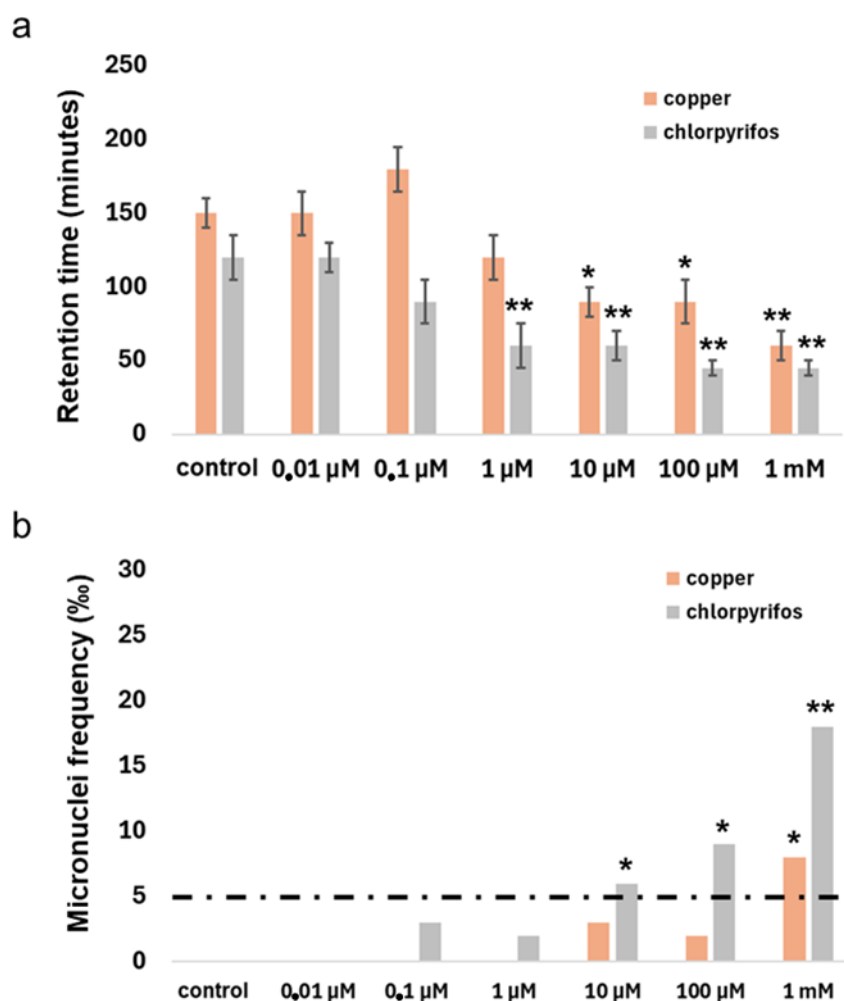 a
Retention time (minutes)
250
200
150
100
50
0
copper
chlorpyrifos
*
*
**
**
**
**
**
control 0.01 µM 0.1 µM 1 µM 10 µM 100 µM 1 mM
b
Micronuclei frequency (‰)
30
25
20
15
10
5
0
copper
chlorpyrifos
**
*
*
*
control 0.01 µM 0.1 µM 1 µM 10 µM 100 µM 1 mM